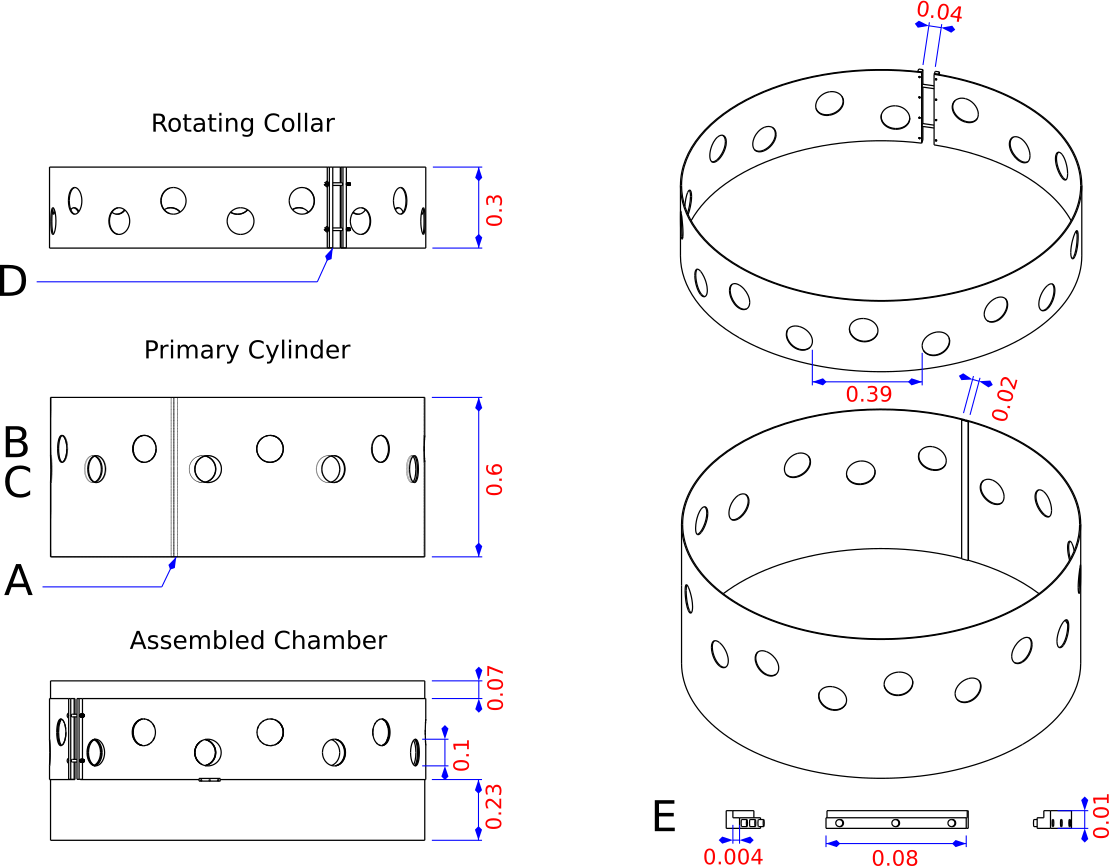 Rotating Collar
0.3
D
Primary Cylinder
B
C
0.6
A
Assembled Chamber
0.07
0.1
0.23
0.04
0.39
0.02
E
0.004
0.08
0.01